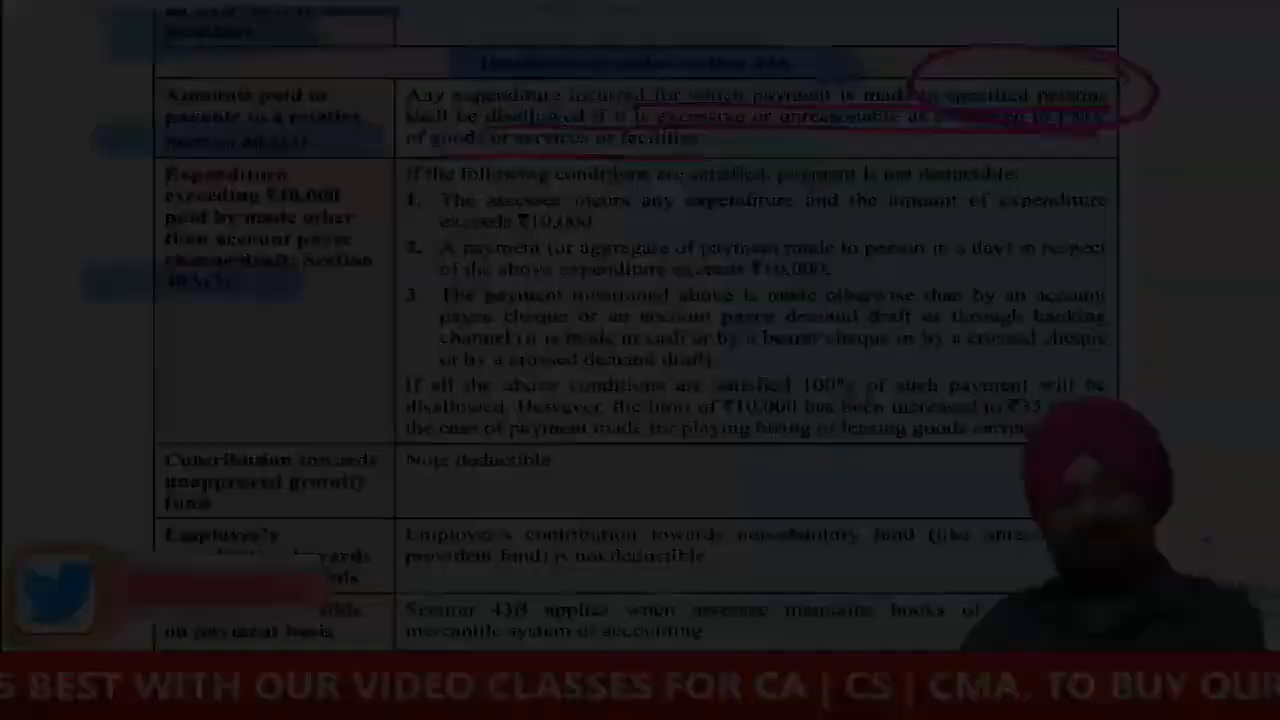 Disallowances under section 40A
Amounts paid to
Any expenditure incurred for which payment is made to specified persons
shall be disallowed if it is excessive or unreasonable as
of goods or services or facilities
Expenditure
exceeding ₹10,000
paid by mode other
than account payee
cheque/draft: Section
40A(3)
If the following conditions are satisfied, payment is not deductible:
1. The assessee incurs any expenditure and the amount of expenditure
exceeds ₹10,000
2. A payment (or aggregate of payment made to person in a day) in respect
of the above expenditure exceeds ₹10,000.
3. The payment mentioned above is made otherwise than by an account
payee cheque or an account payee demand draft or through banking
channel (it is made in cash or by a bearer cheque or by a crossed cheque
or by a crossed demand draft).
If all the above conditions are satisfied 100% of such payment will be
disallowed. However, the limit of ₹10,000 has been increased to ₹35
the case of payment made for playing hiring or leasing goods
Contribution towards
unapproved gratuity
fund
Note deductible
Employer's
Employer's contribution towards non-statutory fund (like
provident fund) is not deductible
on payment basis
Section 43B applies when assessee maintains books of
mercantile system of accounting
S BEST WITH OUR VIDEO CLASSES FOR CA | CS | CMA. TO BUY OUR